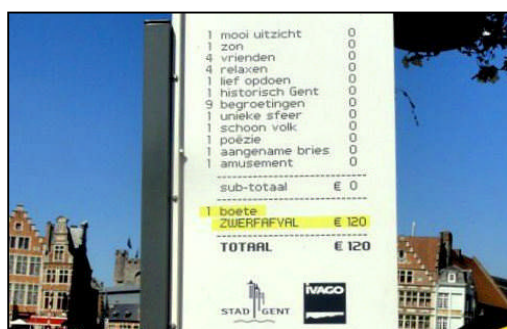 1 mooi uitzicht 0
1 zon 0
4 vrienden 0
4 relaxen 0
1 lief opdoen 0
1 historisch Gent 0
9 begroetingen 0
1 unieke sfeer 0
1 schoon volk 0
1 poëzie 0
1 aangename bries 0
1 amusement 0
sub-totaal € 0
1 boete
ZWERFAFVAL € 120
TOTAAL € 120
STAD GENT
IVAGO